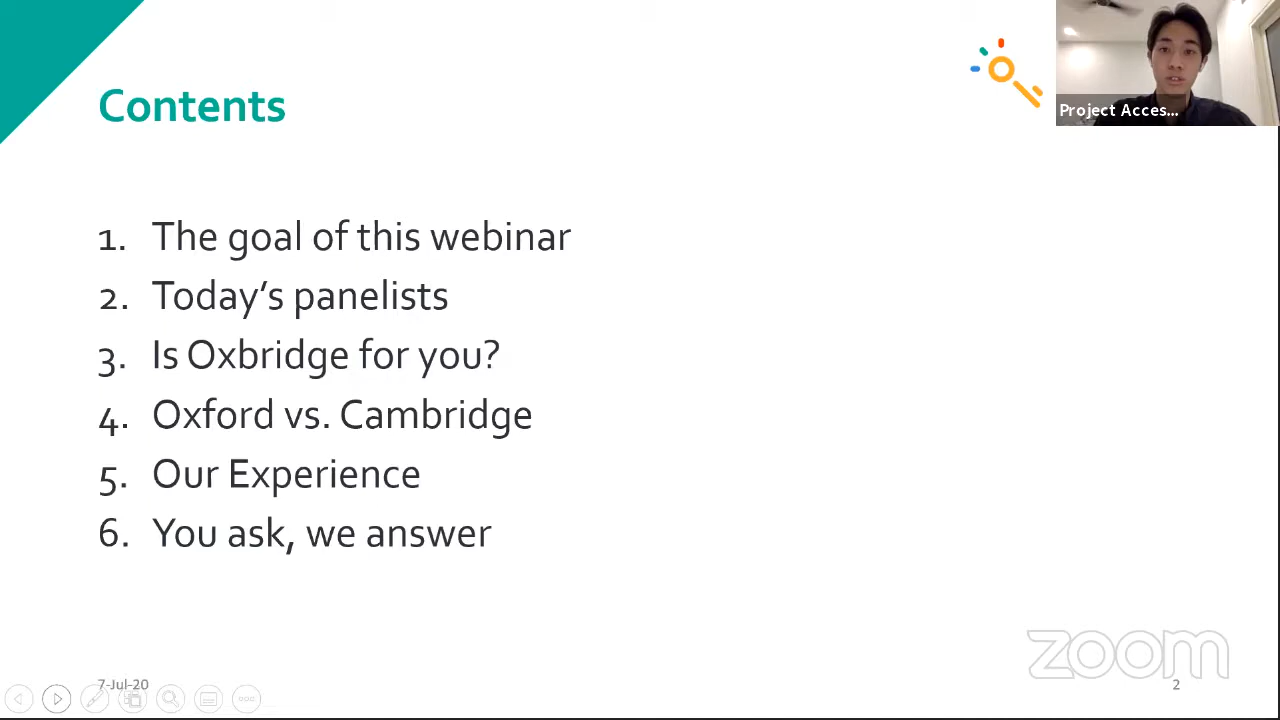 Contents
Project Acces...
1. The goal of this webinar
2. Today's panelists
3. Is Oxbridge for you?
4. Oxford vs. Cambridge
5. Our Experience
6. You ask, we answer
zoom
7-Jul-20
2